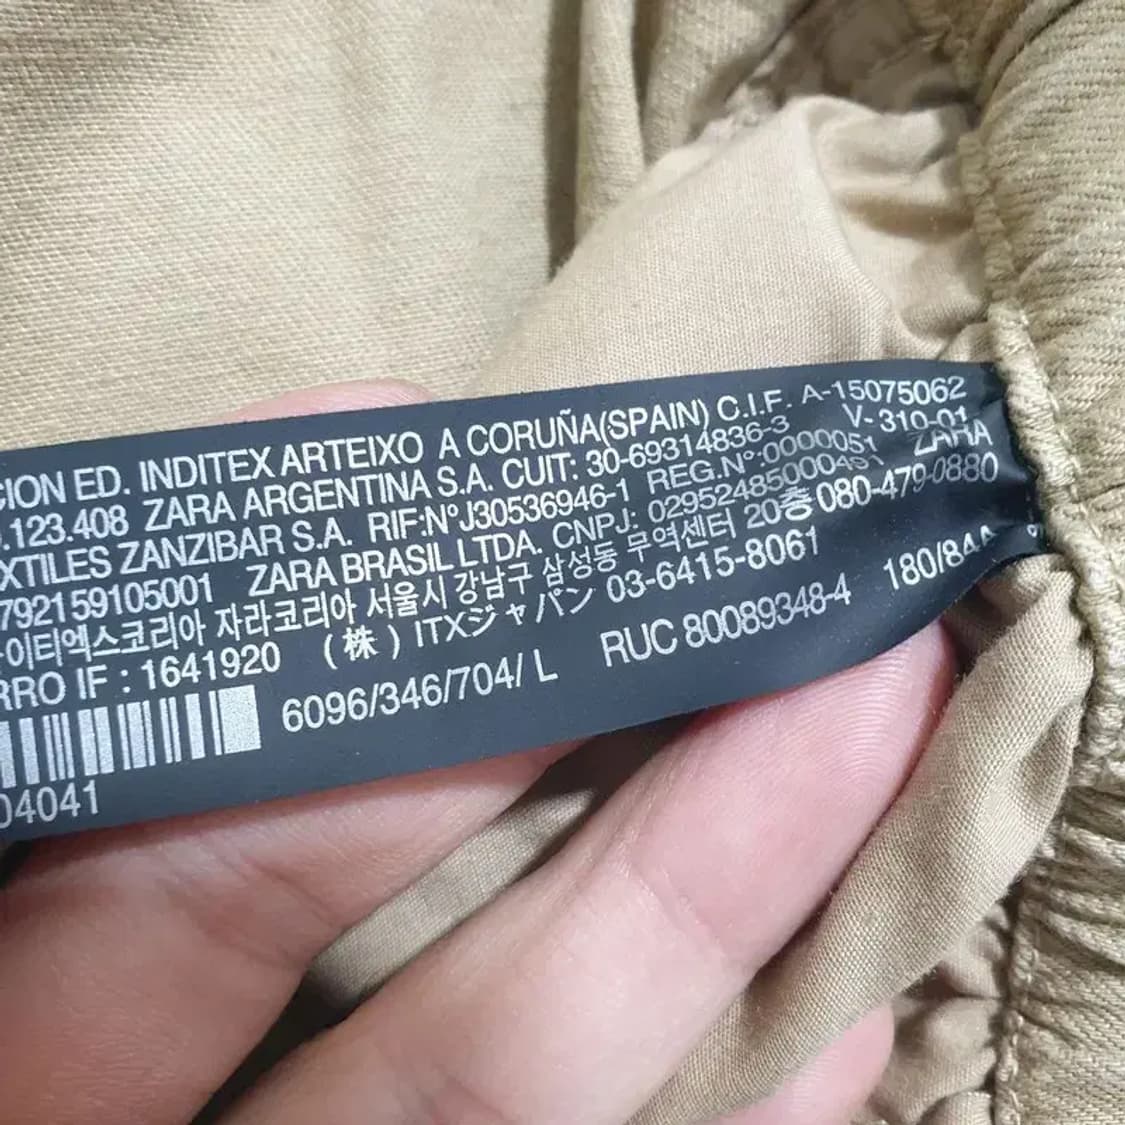 CION ED. INDITEX ARTEIXO A CORUÑA(SPAIN) C.I.F. A-15075062
.123.408 ZARA ARGENTINA S.A. CUIT: 30-69314836-3 V-310-01
XTILES ZANZIBAR S.A. RIF:NºJ30536946-1 REG.Nº:0000051 ZARA
792159105001 ZARA BRASIL LTDA. CNPJ: 02952485000491
이티엑스코리아 자라코리아 서울시 강남구 삼성동 무역센터 20층 080-479-0880
RRO IF : 1641920 (株) ITXジャパン 03-6415-8061
6096/346/704/ L RUC 80089348-4 180/84A
04041